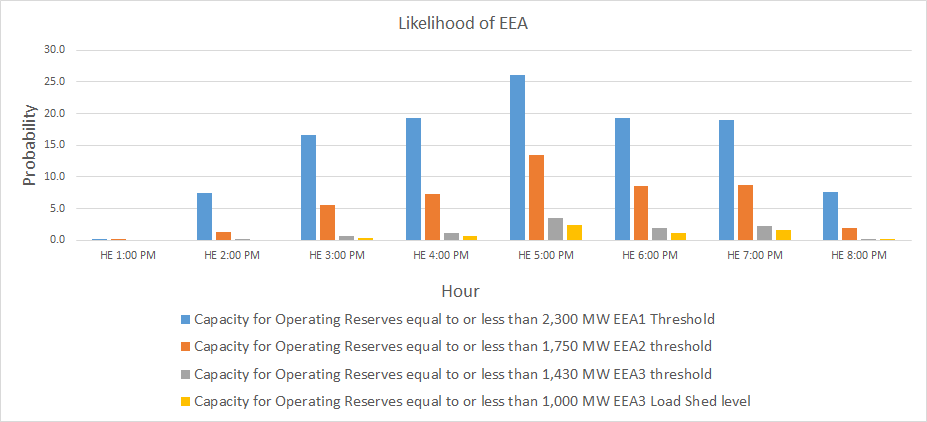 Likelihood of EEA
30.0
25.0
20.0
15.0
10.0
5.0
0.0
Probability
HE 1:00 PM HE 2:00 PM HE 3:00 PM HE 4:00 PM HE 5:00 PM HE 6:00 PM HE 7:00 PM HE 8:00 PM
Hour
Capacity for Operating Reserves equal to or less than 2,300 MW EEA1 Threshold
Capacity for Operating Reserves equal to or less than 1,750 MW EEA2 threshold
Capacity for Operating Reserves equal to or less than 1,430 MW EEA3 threshold
Capacity for Operating Reserves equal to or less than 1,000 MW EEA3 Load Shed level